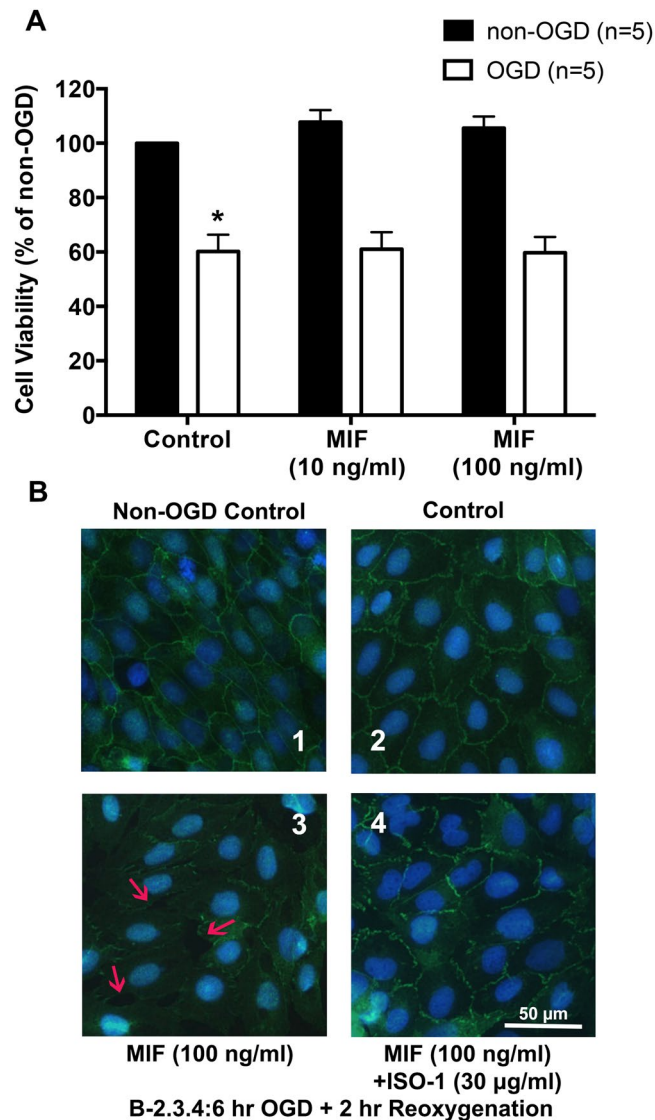 A
non-OGD (n=5)
OGD (n=5)
Cell Viability (% of non-OGD)
120
100
80
60
40
20
0
*
Control
MIF
(10 ng/ml)
MIF
(100 ng/ml)
B
Non-OGD Control
Control
1
2
3
4
50 µm
MIF (100 ng/ml)
MIF (100 ng/ml)
+ISO-1 (30 µg/ml)
B-2.3.4:6 hr OGD + 2 hr Reoxygenation